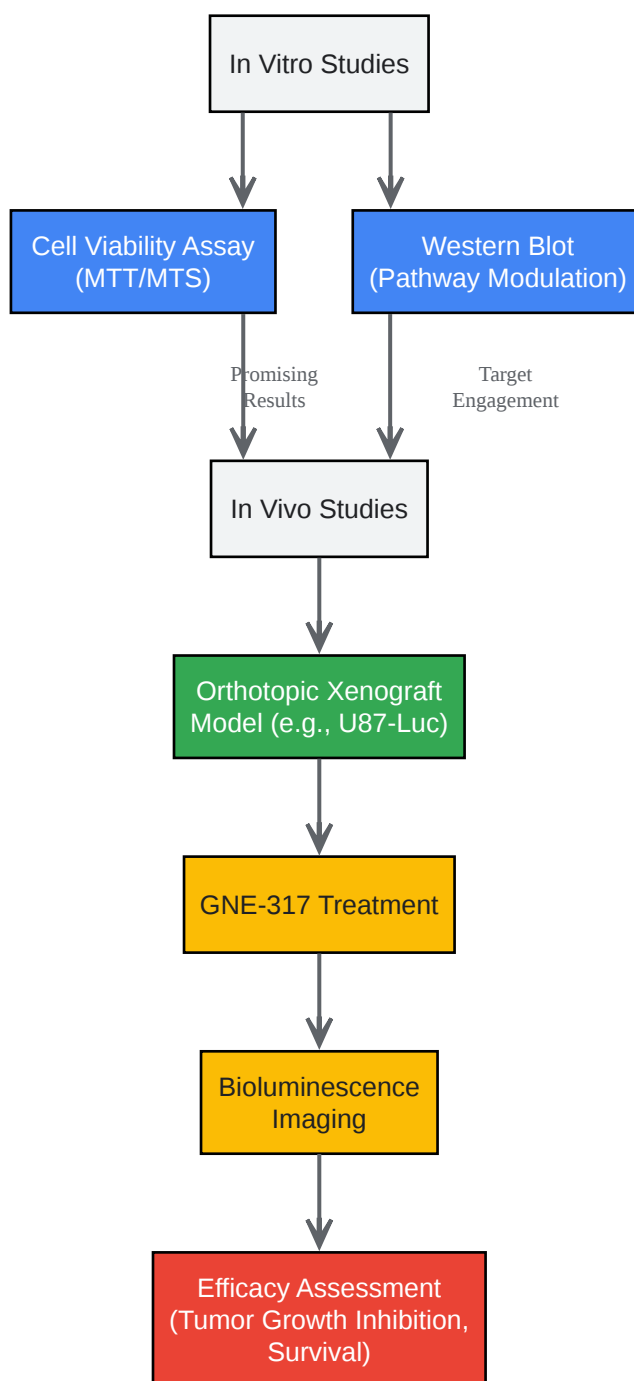 In Vitro Studies
Cell Viability Assay
(MTT/MTS)
Western Blot
(Pathway Modulation)
Promising
Results
Target
Engagement
In Vivo Studies
Orthotopic Xenograft
Model (e.g., U87-Luc)
GNE-317 Treatment
Bioluminescence
Imaging
Efficacy Assessment
(Tumor Growth Inhibition,
Survival)